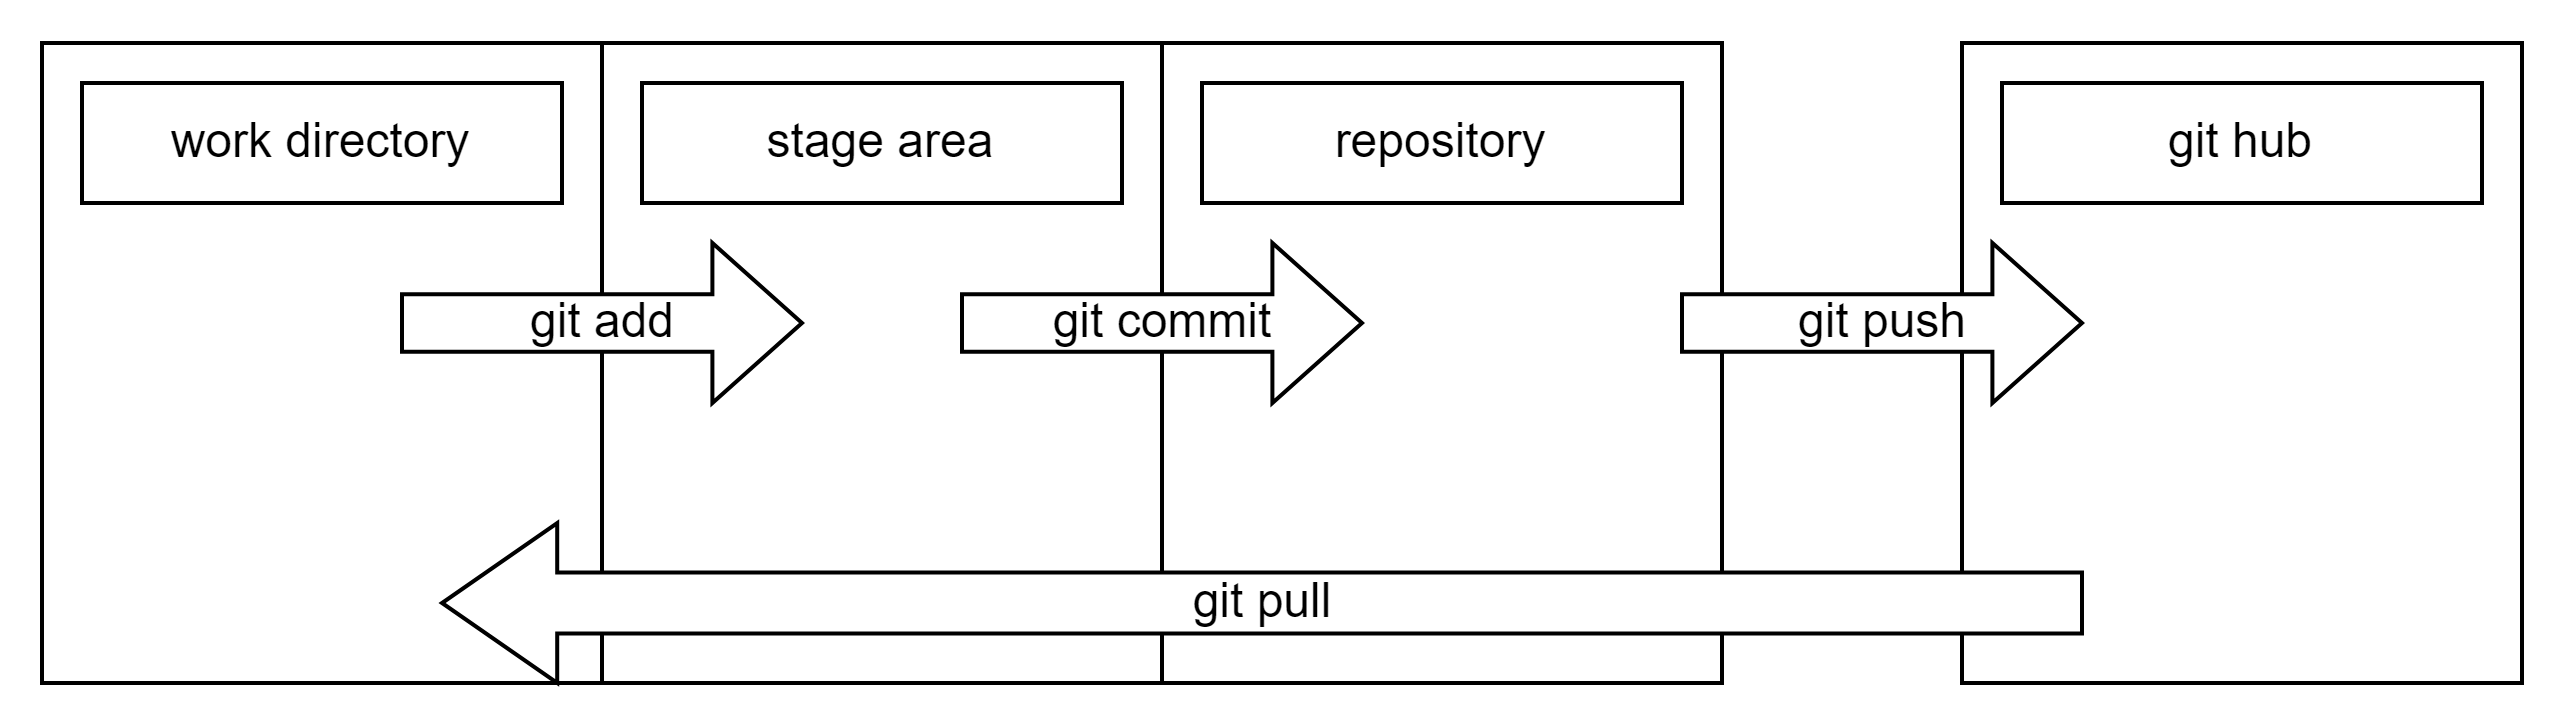 work directory
stage area
repository
git hub
git add
git commit
git push
git pull